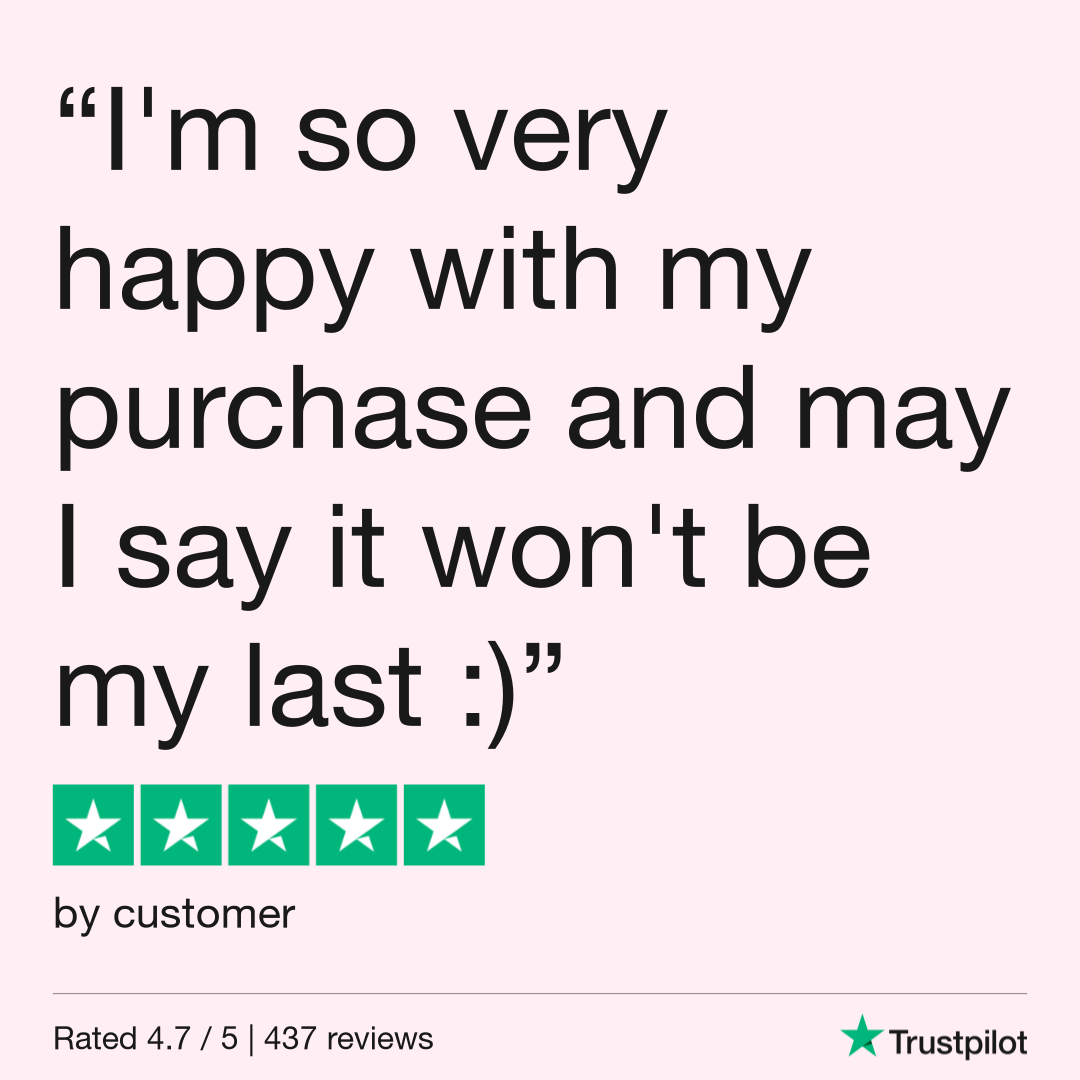 “I'm so very
happy with my
purchase and may
I say it won't be
my last :)”
by customer
Rated 4.7 / 5 | 437 reviews
Trustpilot